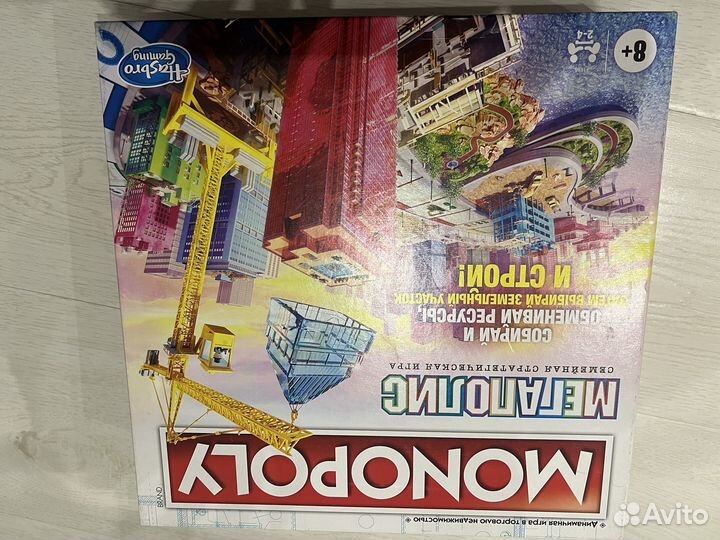 * Динамичная игра в торговлю недвижимостью *
BRAND
MONOPOLY
МЕГАПОЛИС
СЕМЕЙНАЯ СТРАТЕГИЧЕСКАЯ ИГРА
СОБИРАЙ И
ОБМЕНИВАЙ РЕСУРСЫ,
ЗАТЕМ ВЫБИРАЙ ЗЕМЕЛЬНЫЙ УЧАСТОК
И СТРОЙ!
8+
2-4
Hasbro
Gaming
Avito